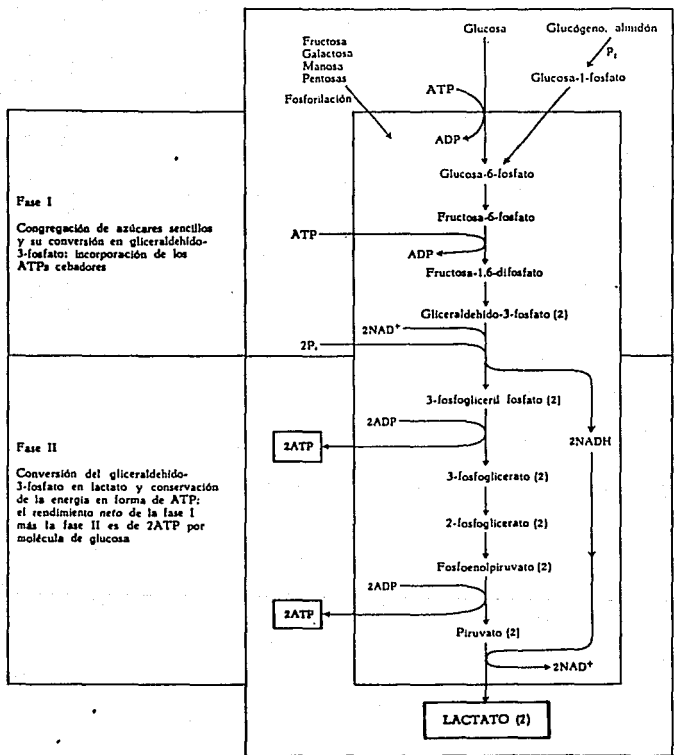 Glucosa
Glucógeno, almidón
Fructosa
Galactosa
Manosa
Pentosas
Fosforilación
Pi
Glucosa-1-fosfato
ATP
ADP
Glucosa-6-fosfato
Fase I
Congregación de azúcares sencillos
y su conversión en gliceraldehido-
3-fosfato: incorporación de los
ATPs cebadores
Fructosa-6-fosfato
ATP
ADP
Fructosa-1,6-difosfato
Gliceraldehido-3-fosfato (2)
2NAD⁺
2Pi
3-fosfogliceril fosfato (2)
2ADP
2ATP
2NADH
Fase II
Conversión del gliceraldehido-
3-fosfato en lactato y conservación
de la energía en forma de ATP;
el rendimiento neto de la fase I
más la fase II es de 2ATP por
molécula de glucosa
3-fosfoglicerato (2)
2-fosfoglicerato (2)
Fosfoenolpiruvato (2)
2ADP
2ATP
Piruvato (2)
2NAD⁺
LACTATO (2)